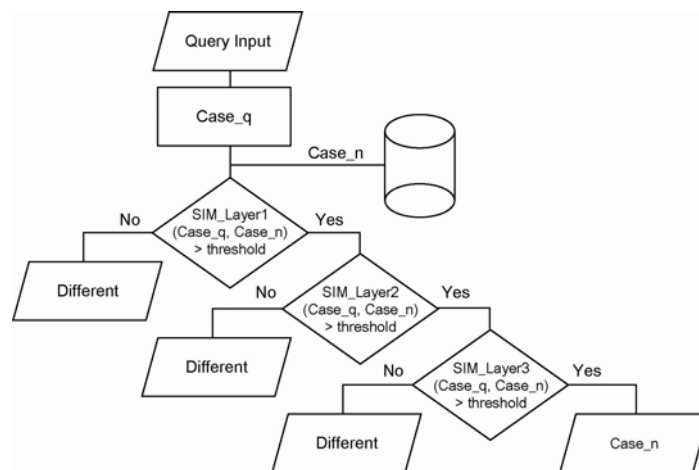 Query Input
Case_q
Case_n
No
SIM_Layer1
(Case_q, Case_n)
> threshold
Yes
Different
No
SIM_Layer2
(Case_q, Case_n)
> threshold
Yes
Different
No
SIM_Layer3
(Case_q, Case_n)
> threshold
Yes
Different
Case_n